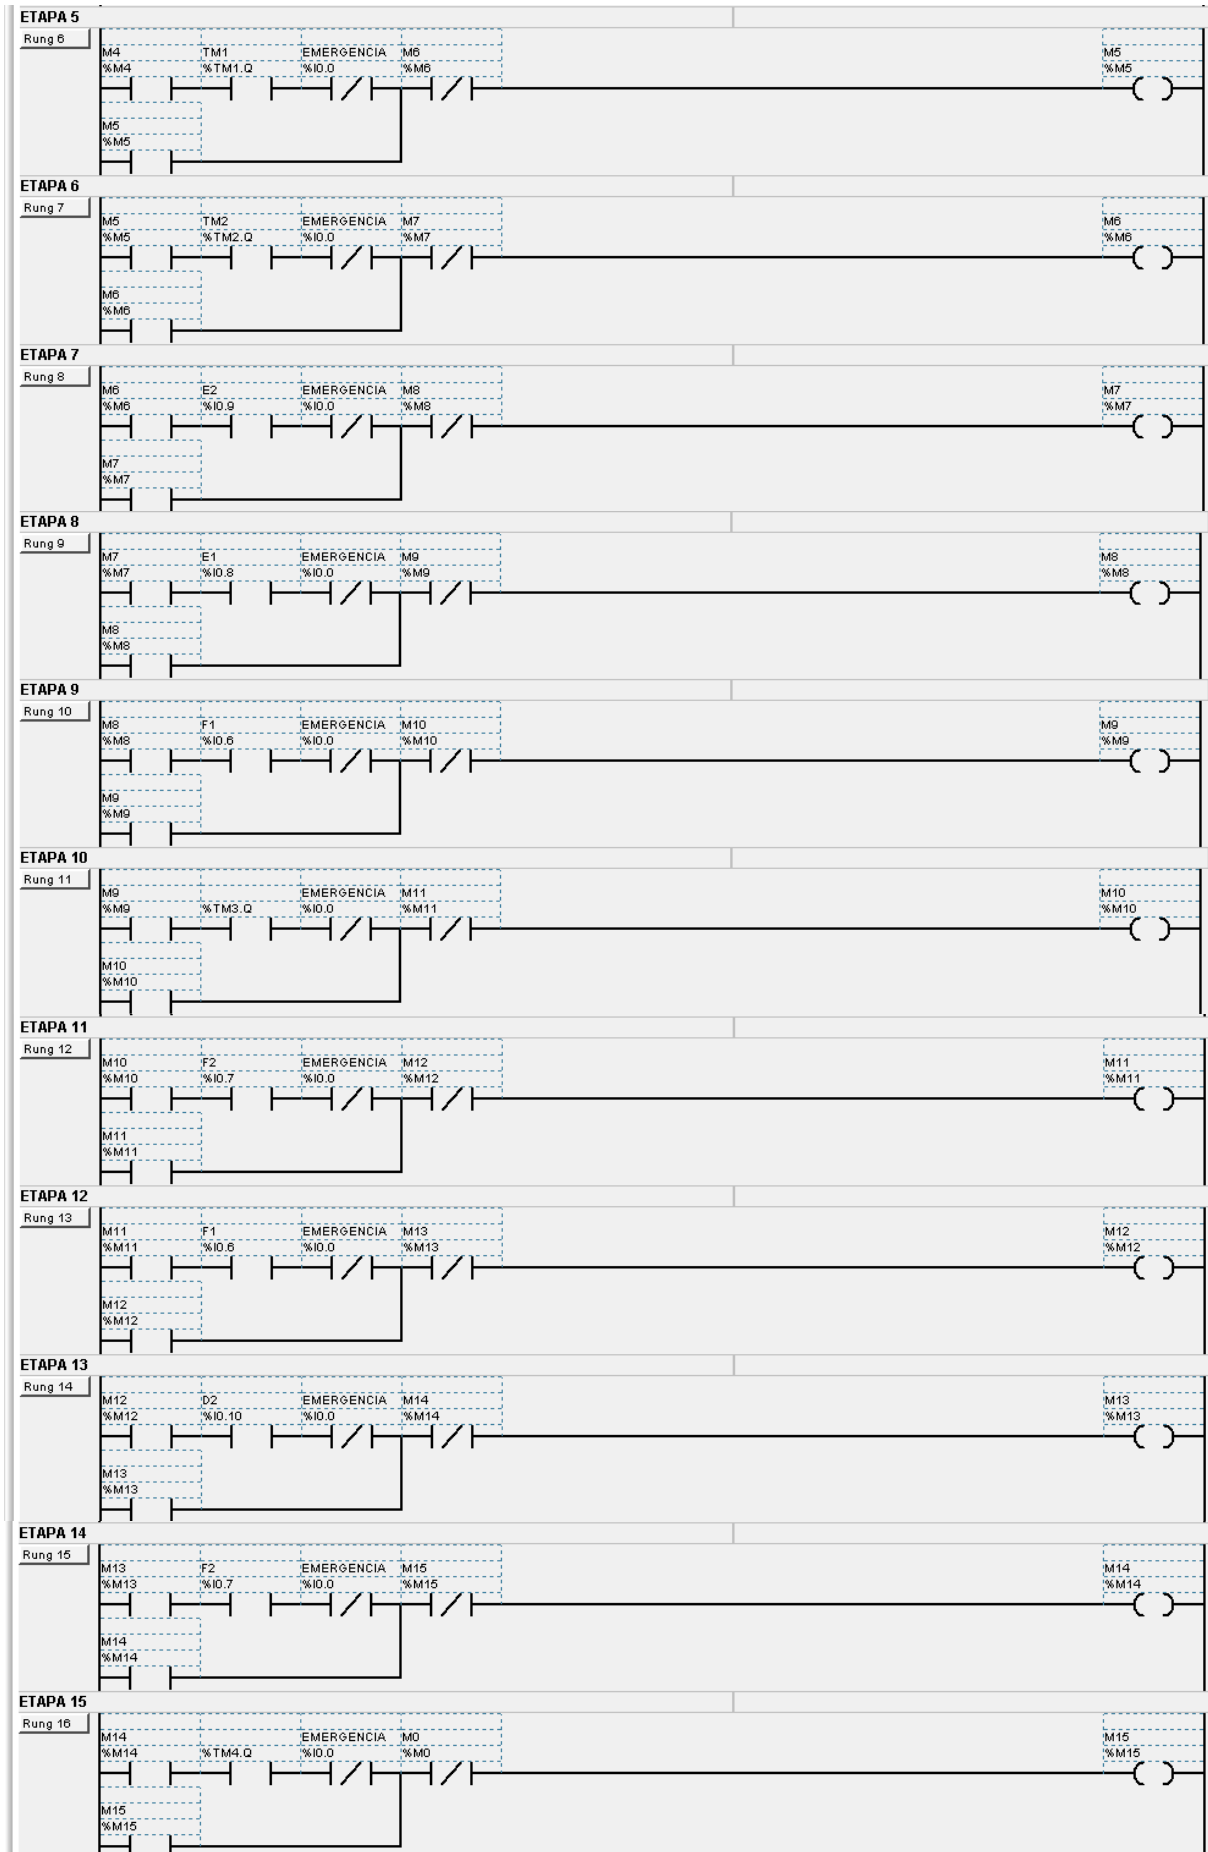 ETAPA 5
Rung 6
M4 TM1 EMERGENCIA M6 M5
%M4 %TM1.Q %I0.0 %M6 %M5
M5
%M5
ETAPA 6
Rung 7
M5 TM2 EMERGENCIA M7 M6
%M5 %TM2.Q %I0.0 %M7 %M6
M6
%M6
ETAPA 7
Rung 8
M6 E2 EMERGENCIA M8 M7
%M6 %I0.9 %I0.0 %M8 %M7
M7
%M7
ETAPA 8
Rung 9
M7 E1 EMERGENCIA M9 M8
%M7 %I0.8 %I0.0 %M9 %M8
M8
%M8
ETAPA 9
Rung 10
M8 F1 EMERGENCIA M10 M9
%M8 %I0.6 %I0.0 %M10 %M9
M9
%M9
ETAPA 10
Rung 11
M9 EMERGENCIA M11 M10
%M9 %TM3.Q %I0.0 %M11 %M10
M10
%M10
ETAPA 11
Rung 12
M10 F2 EMERGENCIA M12 M11
%M10 %I0.7 %I0.0 %M12 %M11
M11
%M11
ETAPA 12
Rung 13
M11 F1 EMERGENCIA M13 M12
%M11 %I0.6 %I0.0 %M13 %M12
M12
%M12
ETAPA 13
Rung 14
M12 D2 EMERGENCIA M14 M13
%M12 %I0.10 %I0.0 %M14 %M13
M13
%M13
ETAPA 14
Rung 15
M13 F2 EMERGENCIA M15 M14
%M13 %I0.7 %I0.0 %M15 %M14
M14
%M14
ETAPA 15
Rung 16
M14 EMERGENCIA M0 M15
%M14 %TM4.Q %I0.0 %M0 %M15
M15
%M15